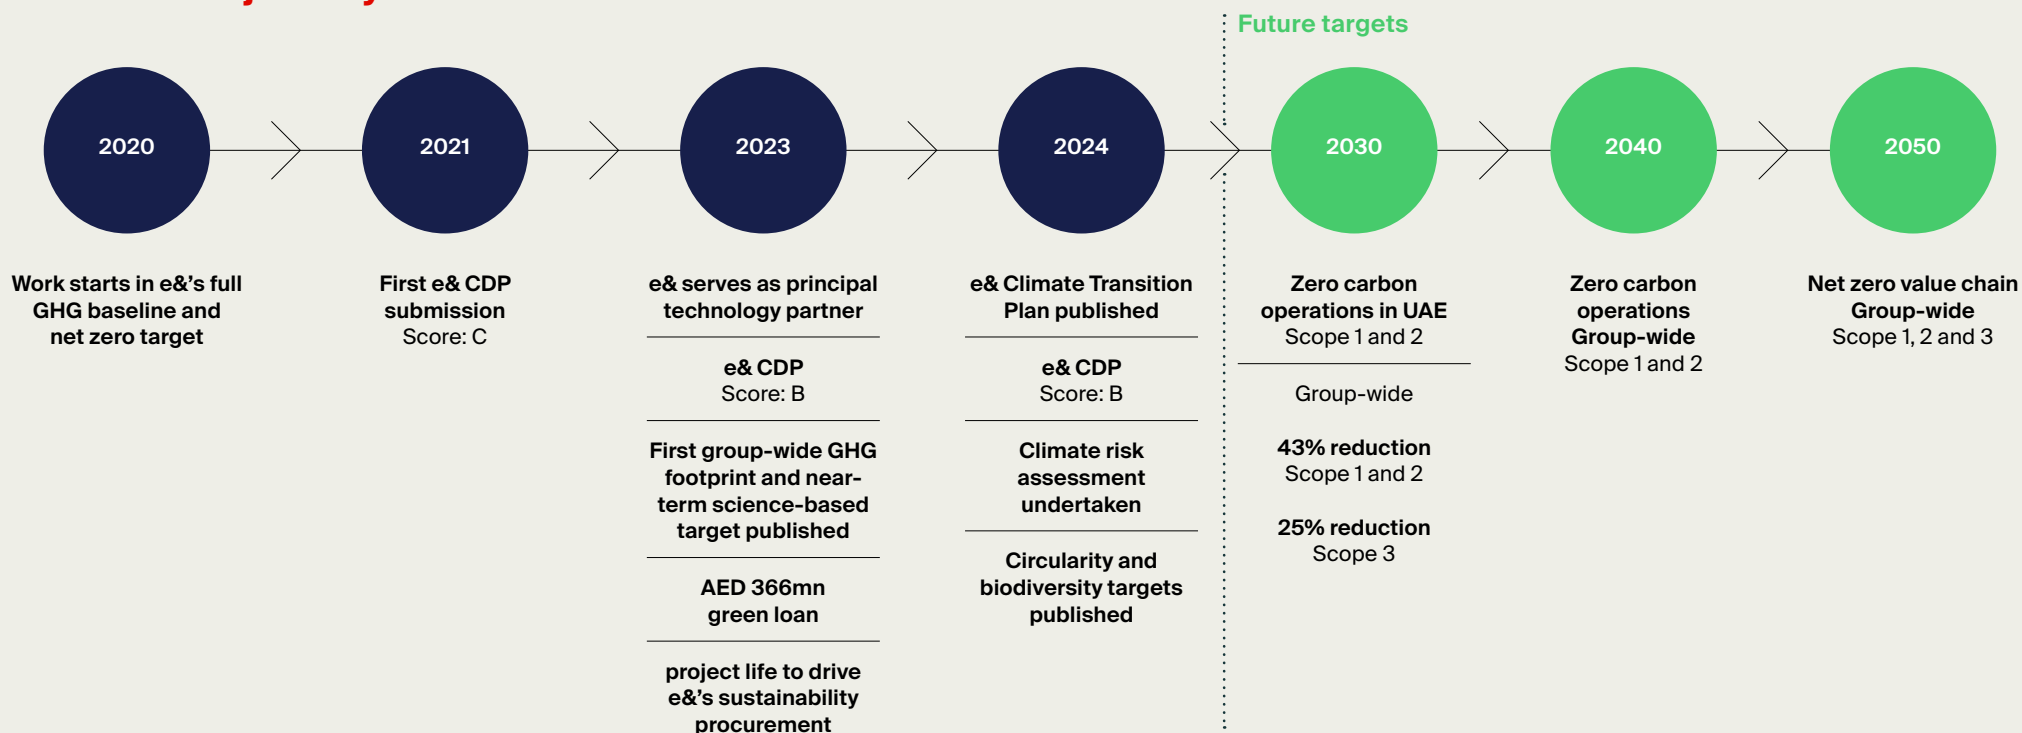 Future targets
2020
2021
2023
2024
2030
2040
2050
Work starts in e&'s full
GHG baseline and
net zero target
First e& CDP
submission
Score: C
e& serves as principal
technology partner
e& CDP
Score: B
First group-wide GHG
footprint and near-
term science-based
target published
AED 366mn
green loan
project life to drive
e&'s sustainability
procurement
e& Climate Transition
Plan published
e& CDP
Score: B
Climate risk
assessment
undertaken
Circularity and
biodiversity targets
published
Zero carbon
operations in UAE
Scope 1 and 2
Group-wide
43% reduction
Scope 1 and 2
25% reduction
Scope 3
Zero carbon
operations
Group-wide
Scope 1 and 2
Net zero value chain
Group-wide
Scope 1, 2 and 3